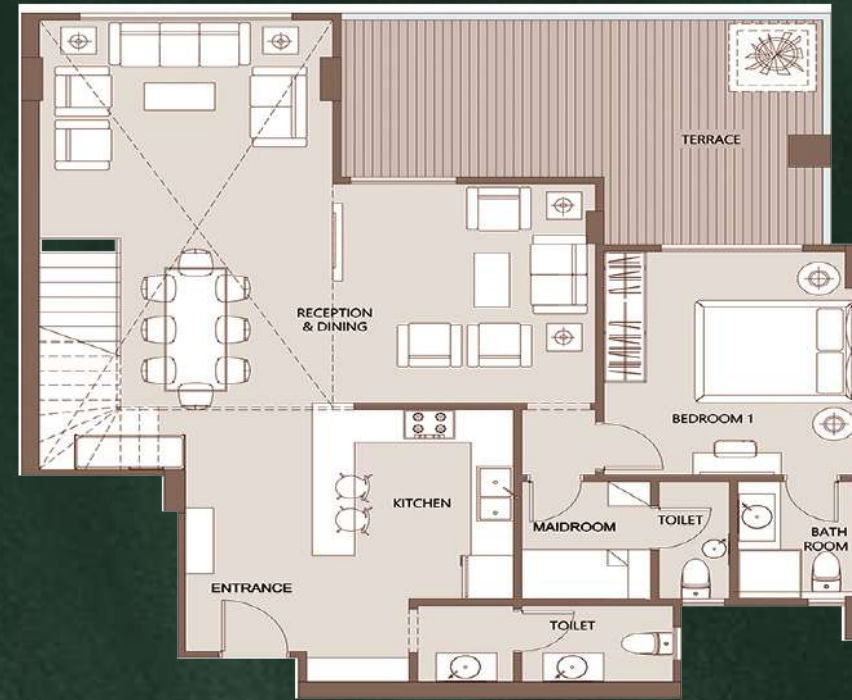 TERRACE
RECEPTION
& DINING
BEDROOM 1
KITCHEN
MAIDROOM
TOILET
BATH
ROOM
ENTRANCE
TOILET